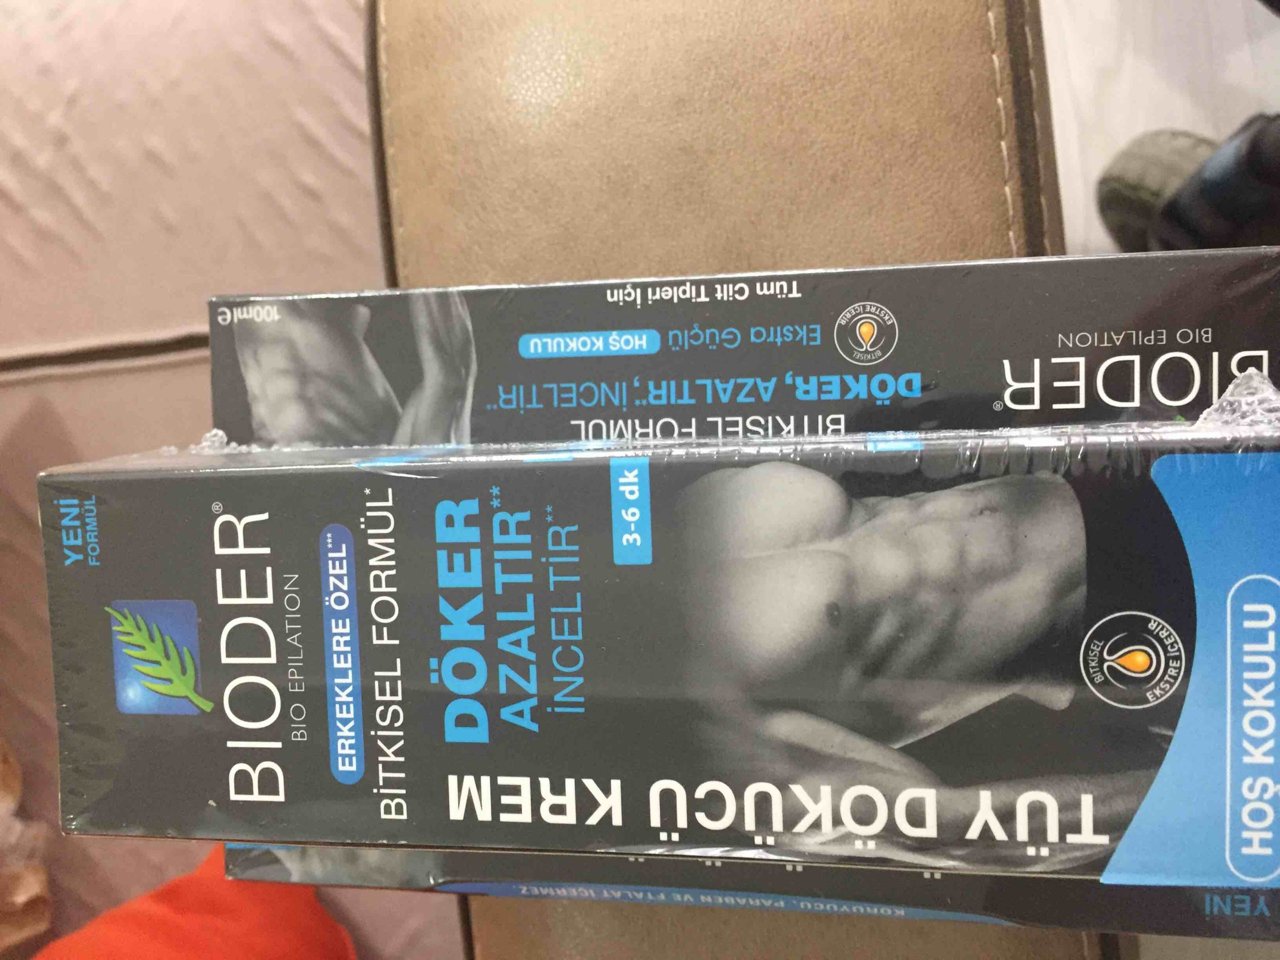 YENİ
FORMÜL
BIODER®
BIO EPILATION
ERKEKLERE ÖZEL***
BİTKİSEL FORMÜL*
DÖKER
AZALTIR**
İNCELTİR**
3-6 dk
TÜY DÖKÜCÜ KREM
BİTKİSEL
EKSTRE İÇERİR
HOŞ KOKULU
BIODER®
BIO EPILATION
BİTKİSEL FORMÜL
DÖKER, AZALTIR**, İNCELTİR**
Ekstra Güçlü HOŞ KOKULU
Tüm Cilt Tipleri İçin
BİTKİSEL
EKSTRE İÇERİR
100ml e
KORUYUCU, PARABEN VE FTALAT İÇERMEZ.
YENİ